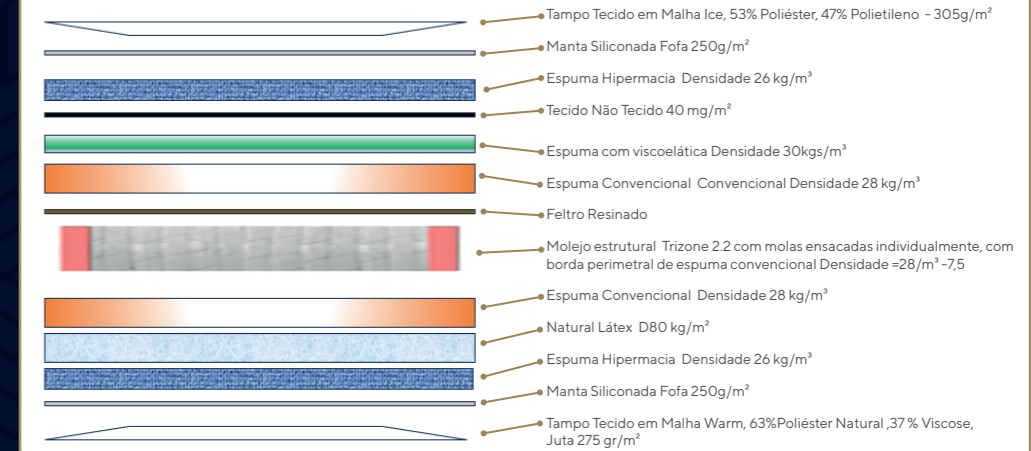 Tampo Tecido em Malha Ice, 53% Poliéster, 47% Polietileno - 305g/m²
Manta Siliconada Fofa 250g/m²
Espuma Hipermacia Densidade 26 kg/m³
Tecido Não Tecido 40 mg/m²
Espuma com viscoelática Densidade 30kgs/m³
Espuma Convencional Convencional Densidade 28 kg/m³
Feltro Resinado
Molejo estrutural Trizone 2.2 com molas ensacadas individualmente, com
borda perimetral de espuma convencional Densidade =28/m³ -7,5
Espuma Convencional Densidade 28 kg/m³
Natural Látex D80 kg/m²
Espuma Hipermacia Densidade 26 kg/m³
Manta Siliconada Fofa 250g/m²
Tampo Tecido em Malha Warm, 63%Poliéster Natural ,37 % Viscose,
Juta 275 gr/m²